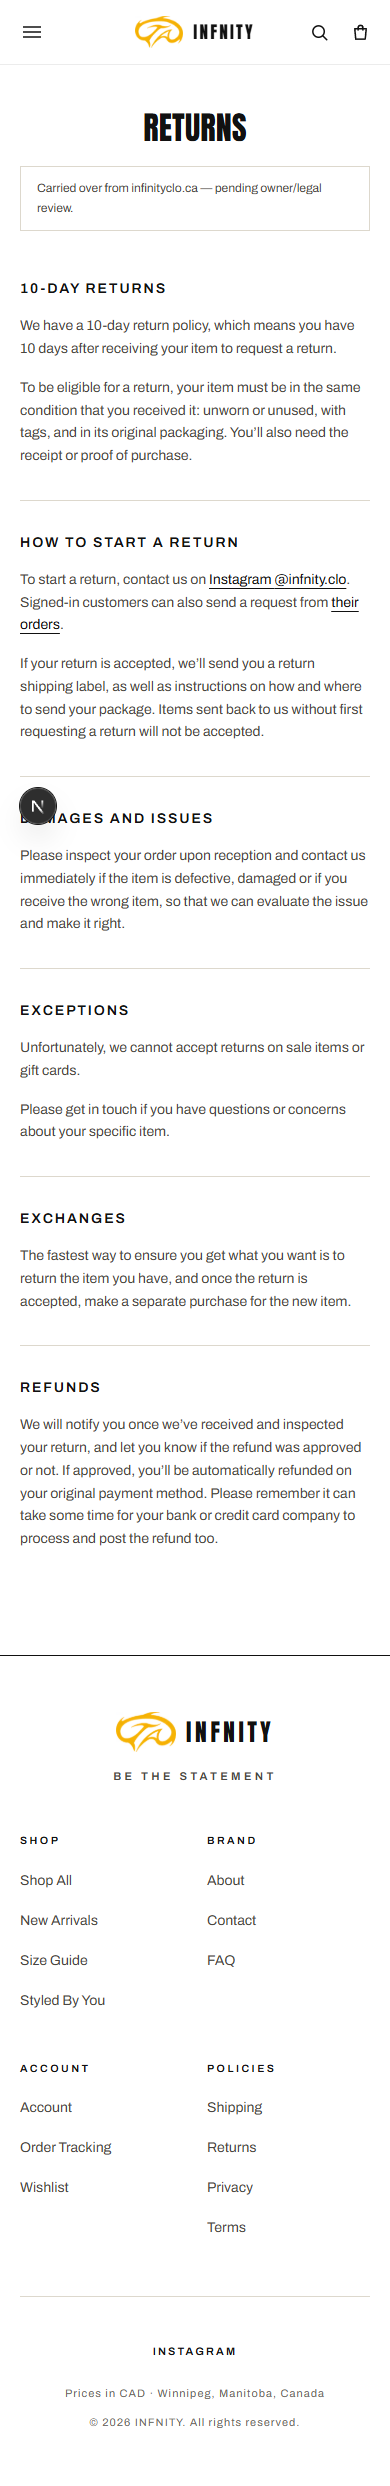 INFNITY
RETURNS
Carried over from infinityclo.ca — pending owner/legal
review.
10-DAY RETURNS
We have a 10-day return policy, which means you have
10 days after receiving your item to request a return.
To be eligible for a return, your item must be in the same
condition that you received it: unworn or unused, with
tags, and in its original packaging. You’ll also need the
receipt or proof of purchase.
HOW TO START A RETURN
To start a return, contact us on Instagram @infnity.clo.
Signed-in customers can also send a request from their
orders.
If your return is accepted, we’ll send you a return
shipping label, as well as instructions on how and where
to send your package. Items sent back to us without first
requesting a return will not be accepted.
N
DAMAGES AND ISSUES
Please inspect your order upon reception and contact us
immediately if the item is defective, damaged or if you
receive the wrong item, so that we can evaluate the issue
and make it right.
EXCEPTIONS
Unfortunately, we cannot accept returns on sale items or
gift cards.
Please get in touch if you have questions or concerns
about your specific item.
EXCHANGES
The fastest way to ensure you get what you want is to
return the item you have, and once the return is
accepted, make a separate purchase for the new item.
REFUNDS
We will notify you once we’ve received and inspected
your return, and let you know if the refund was approved
or not. If approved, you’ll be automatically refunded on
your original payment method. Please remember it can
take some time for your bank or credit card company to
process and post the refund too.
INFNITY
BE THE STATEMENT
SHOP
Shop All
New Arrivals
Size Guide
Styled By You
BRAND
About
Contact
FAQ
ACCOUNT
Account
Order Tracking
Wishlist
POLICIES
Shipping
Returns
Privacy
Terms
INSTAGRAM
Prices in CAD · Winnipeg, Manitoba, Canada
© 2026 INFNITY. All rights reserved.